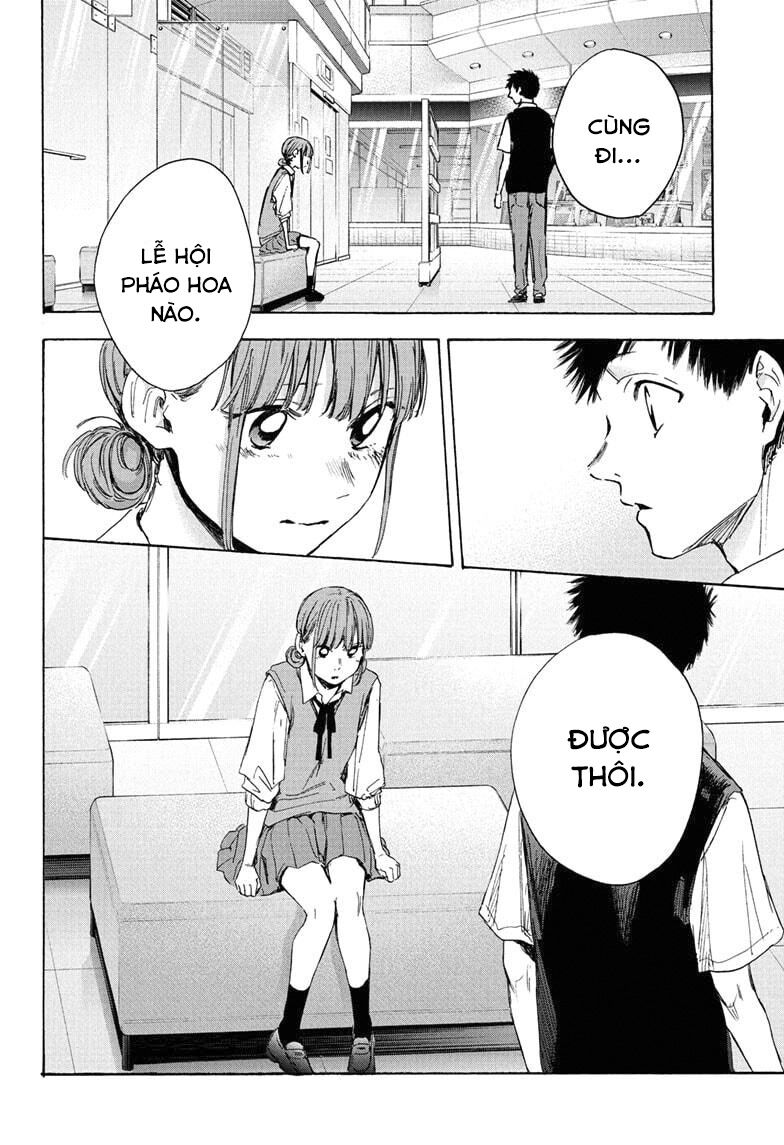 CÙNG
ĐI...
LỄ HỘI
PHÁO HOA
NÀO.
ĐƯỢC
THÔI.